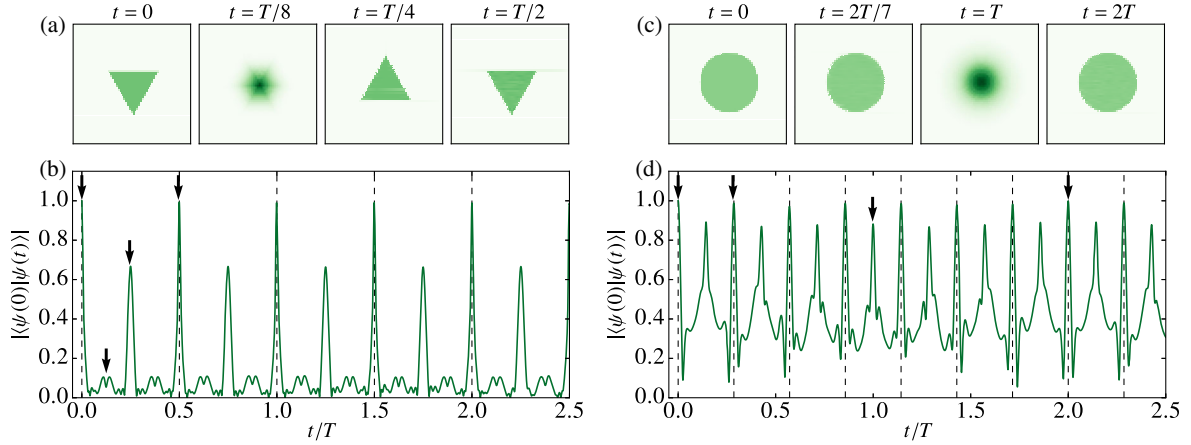 (a) t = 0 t = T/8 t = T/4 t = T/2
(c) t = 0 t = 2T/7 t = T t = 2T
(b)
1.0
0.8
0.6
0.4
0.2
0.0
|⟨ψ(0)|ψ(t)⟩|
0.0 0.5 1.0 1.5 2.0 2.5
t/T
(d)
1.0
0.8
0.6
0.4
0.2
0.0
|⟨ψ(0)|ψ(t)⟩|
0.0 0.5 1.0 1.5 2.0 2.5
t/T